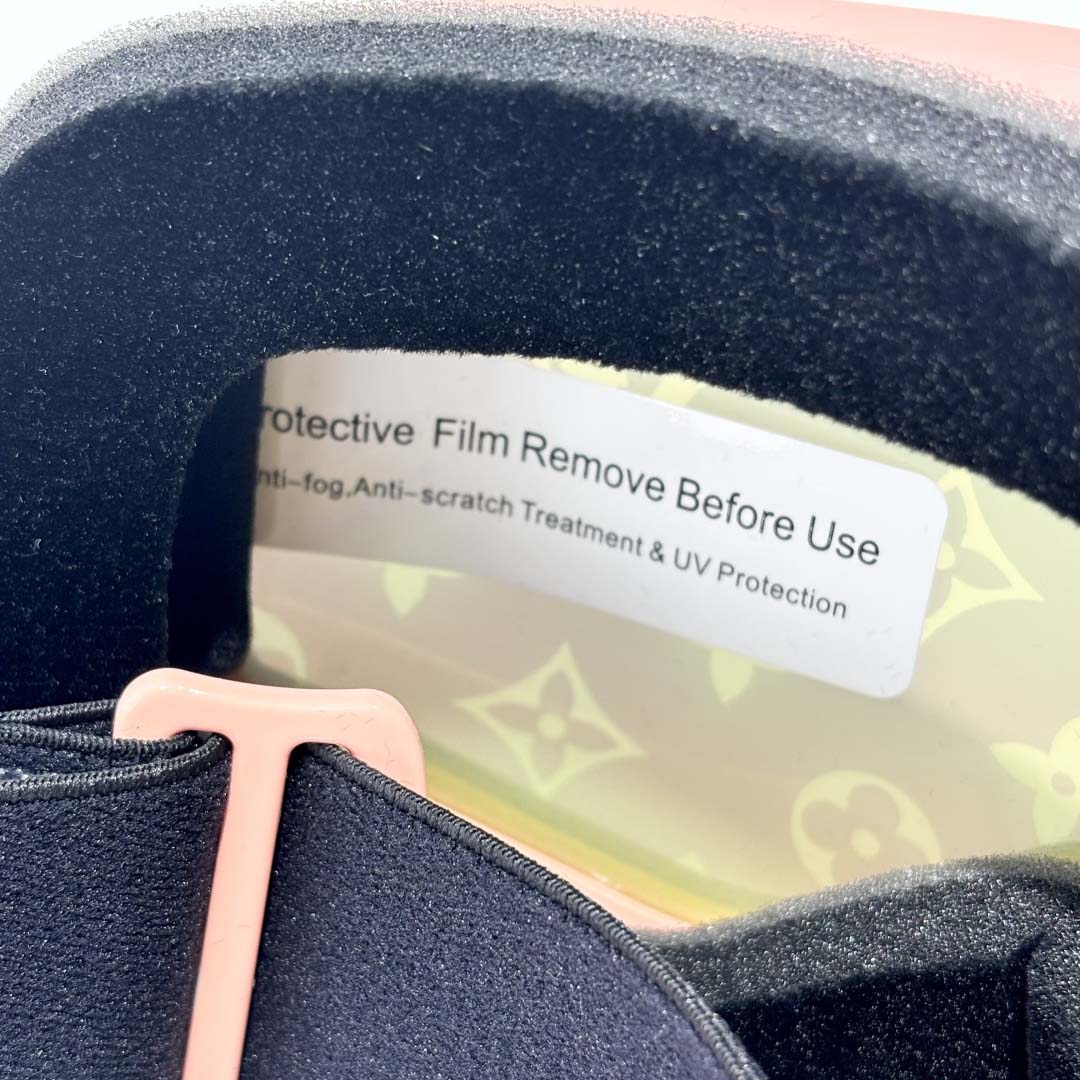 rotective Film Remove Before Use
nti-fog,Anti-scratch Treatment & UV Protection